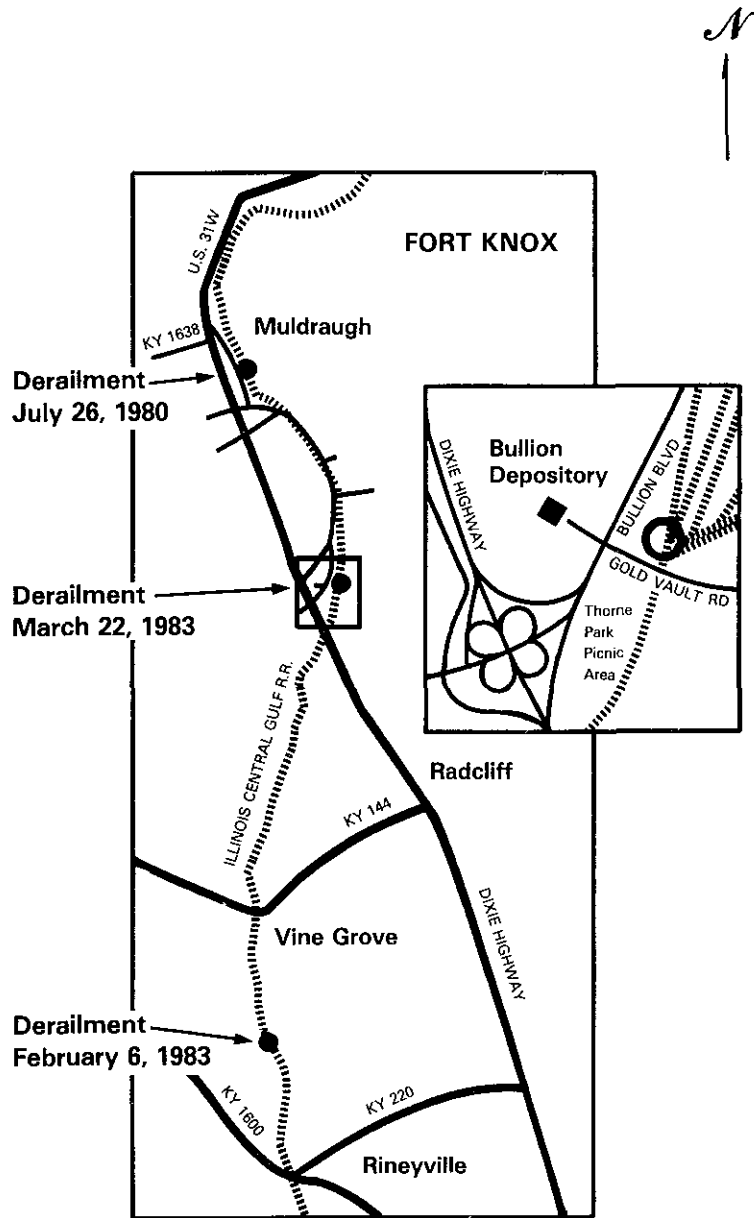 N
U.S. 31W
FORT KNOX
KY 1638
Muldraugh
Derailment
July 26, 1980
DIXIE HIGHWAY
Bullion
Depository
BULLION BLVD
GOLD VAULT RD
Thorne
Park
Picnic
Area
Derailment
March 22, 1983
ILLINOIS CENTRAL GULF R.R.
Radcliff
KY 144
DIXIE HIGHWAY
Vine Grove
Derailment
February 6, 1983
KY 1600
KY 220
Rineyville